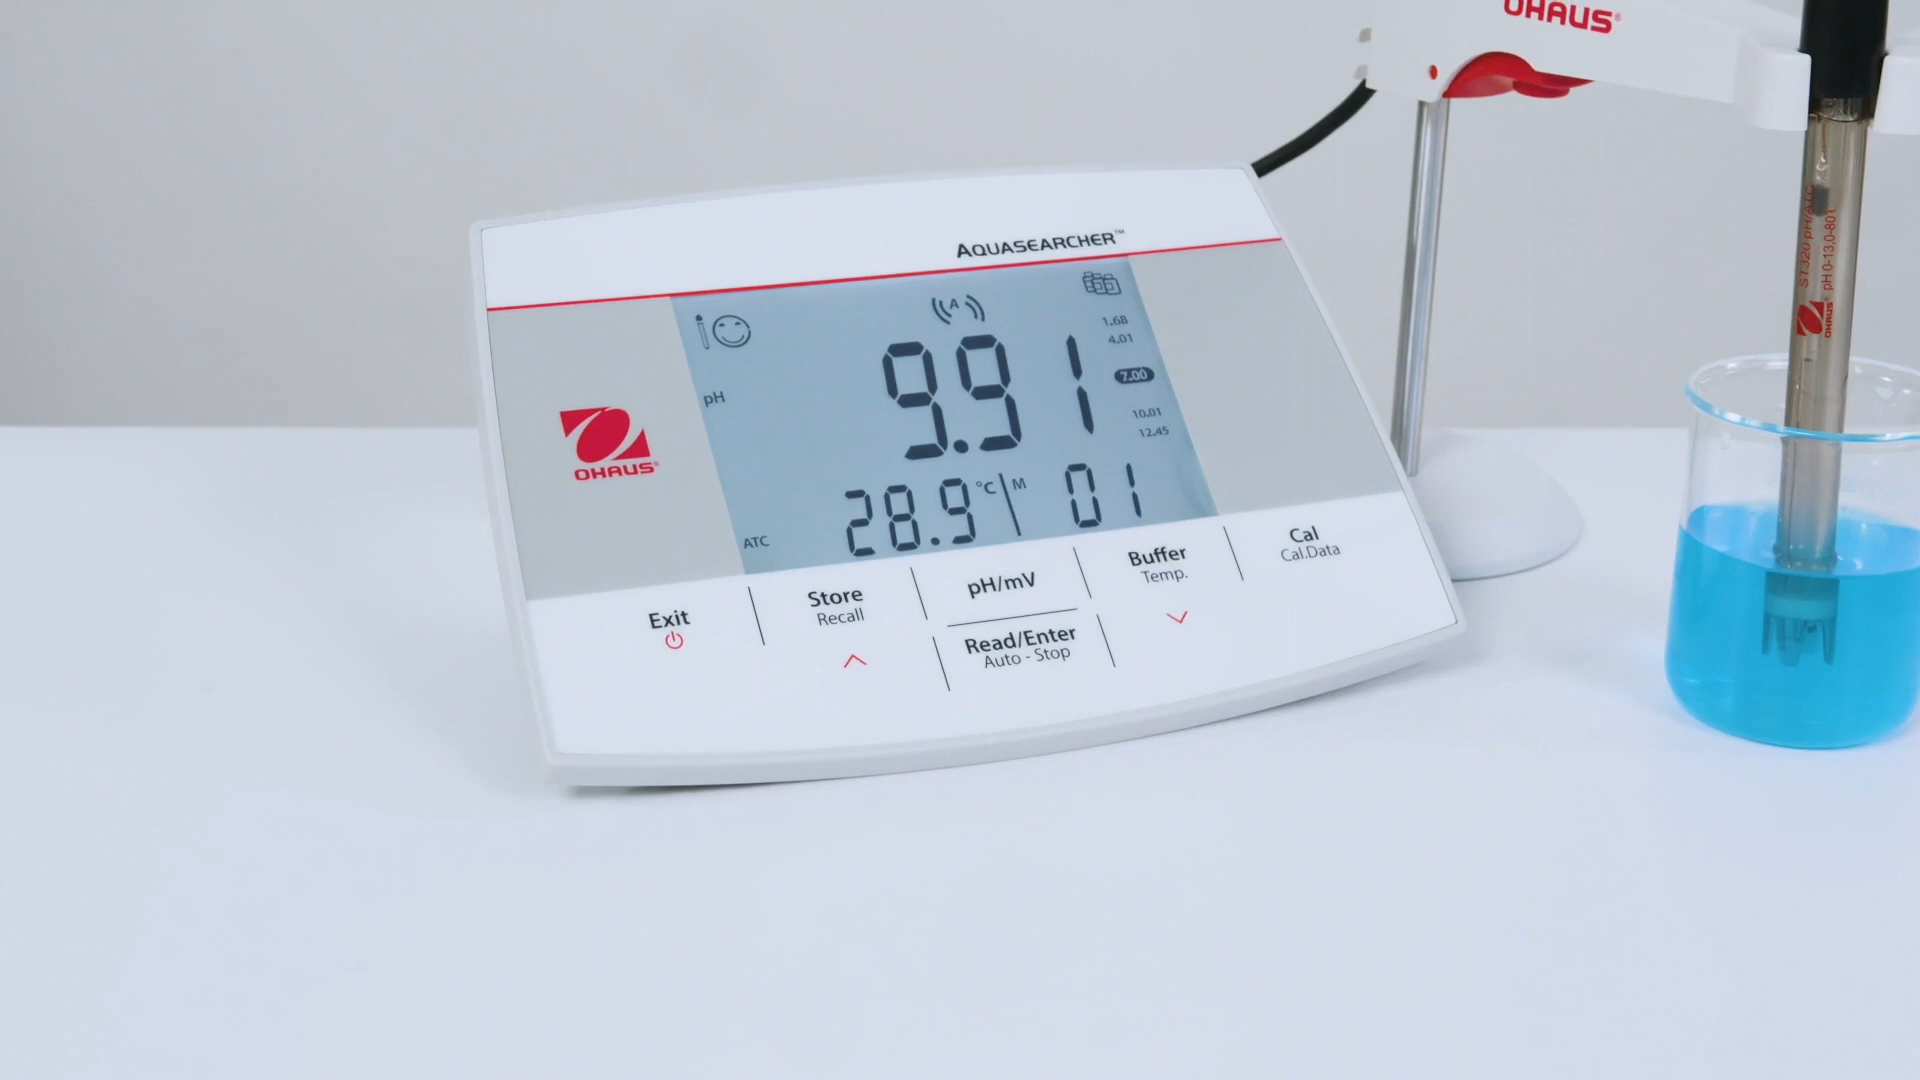 OHAUS®
AQUASEARCHER™
A
1.68
4.01
7.00
10.01
12.45
pH
9.91
ATC
28.9 °C
M 01
OHAUS®
Exit
Store
Recall
pH/mV
Read/Enter
Auto - Stop
Buffer
Temp.
Cal
Cal.Data
ST320 pH/ATC
pH 0-13,0-80℃
OHAUS®